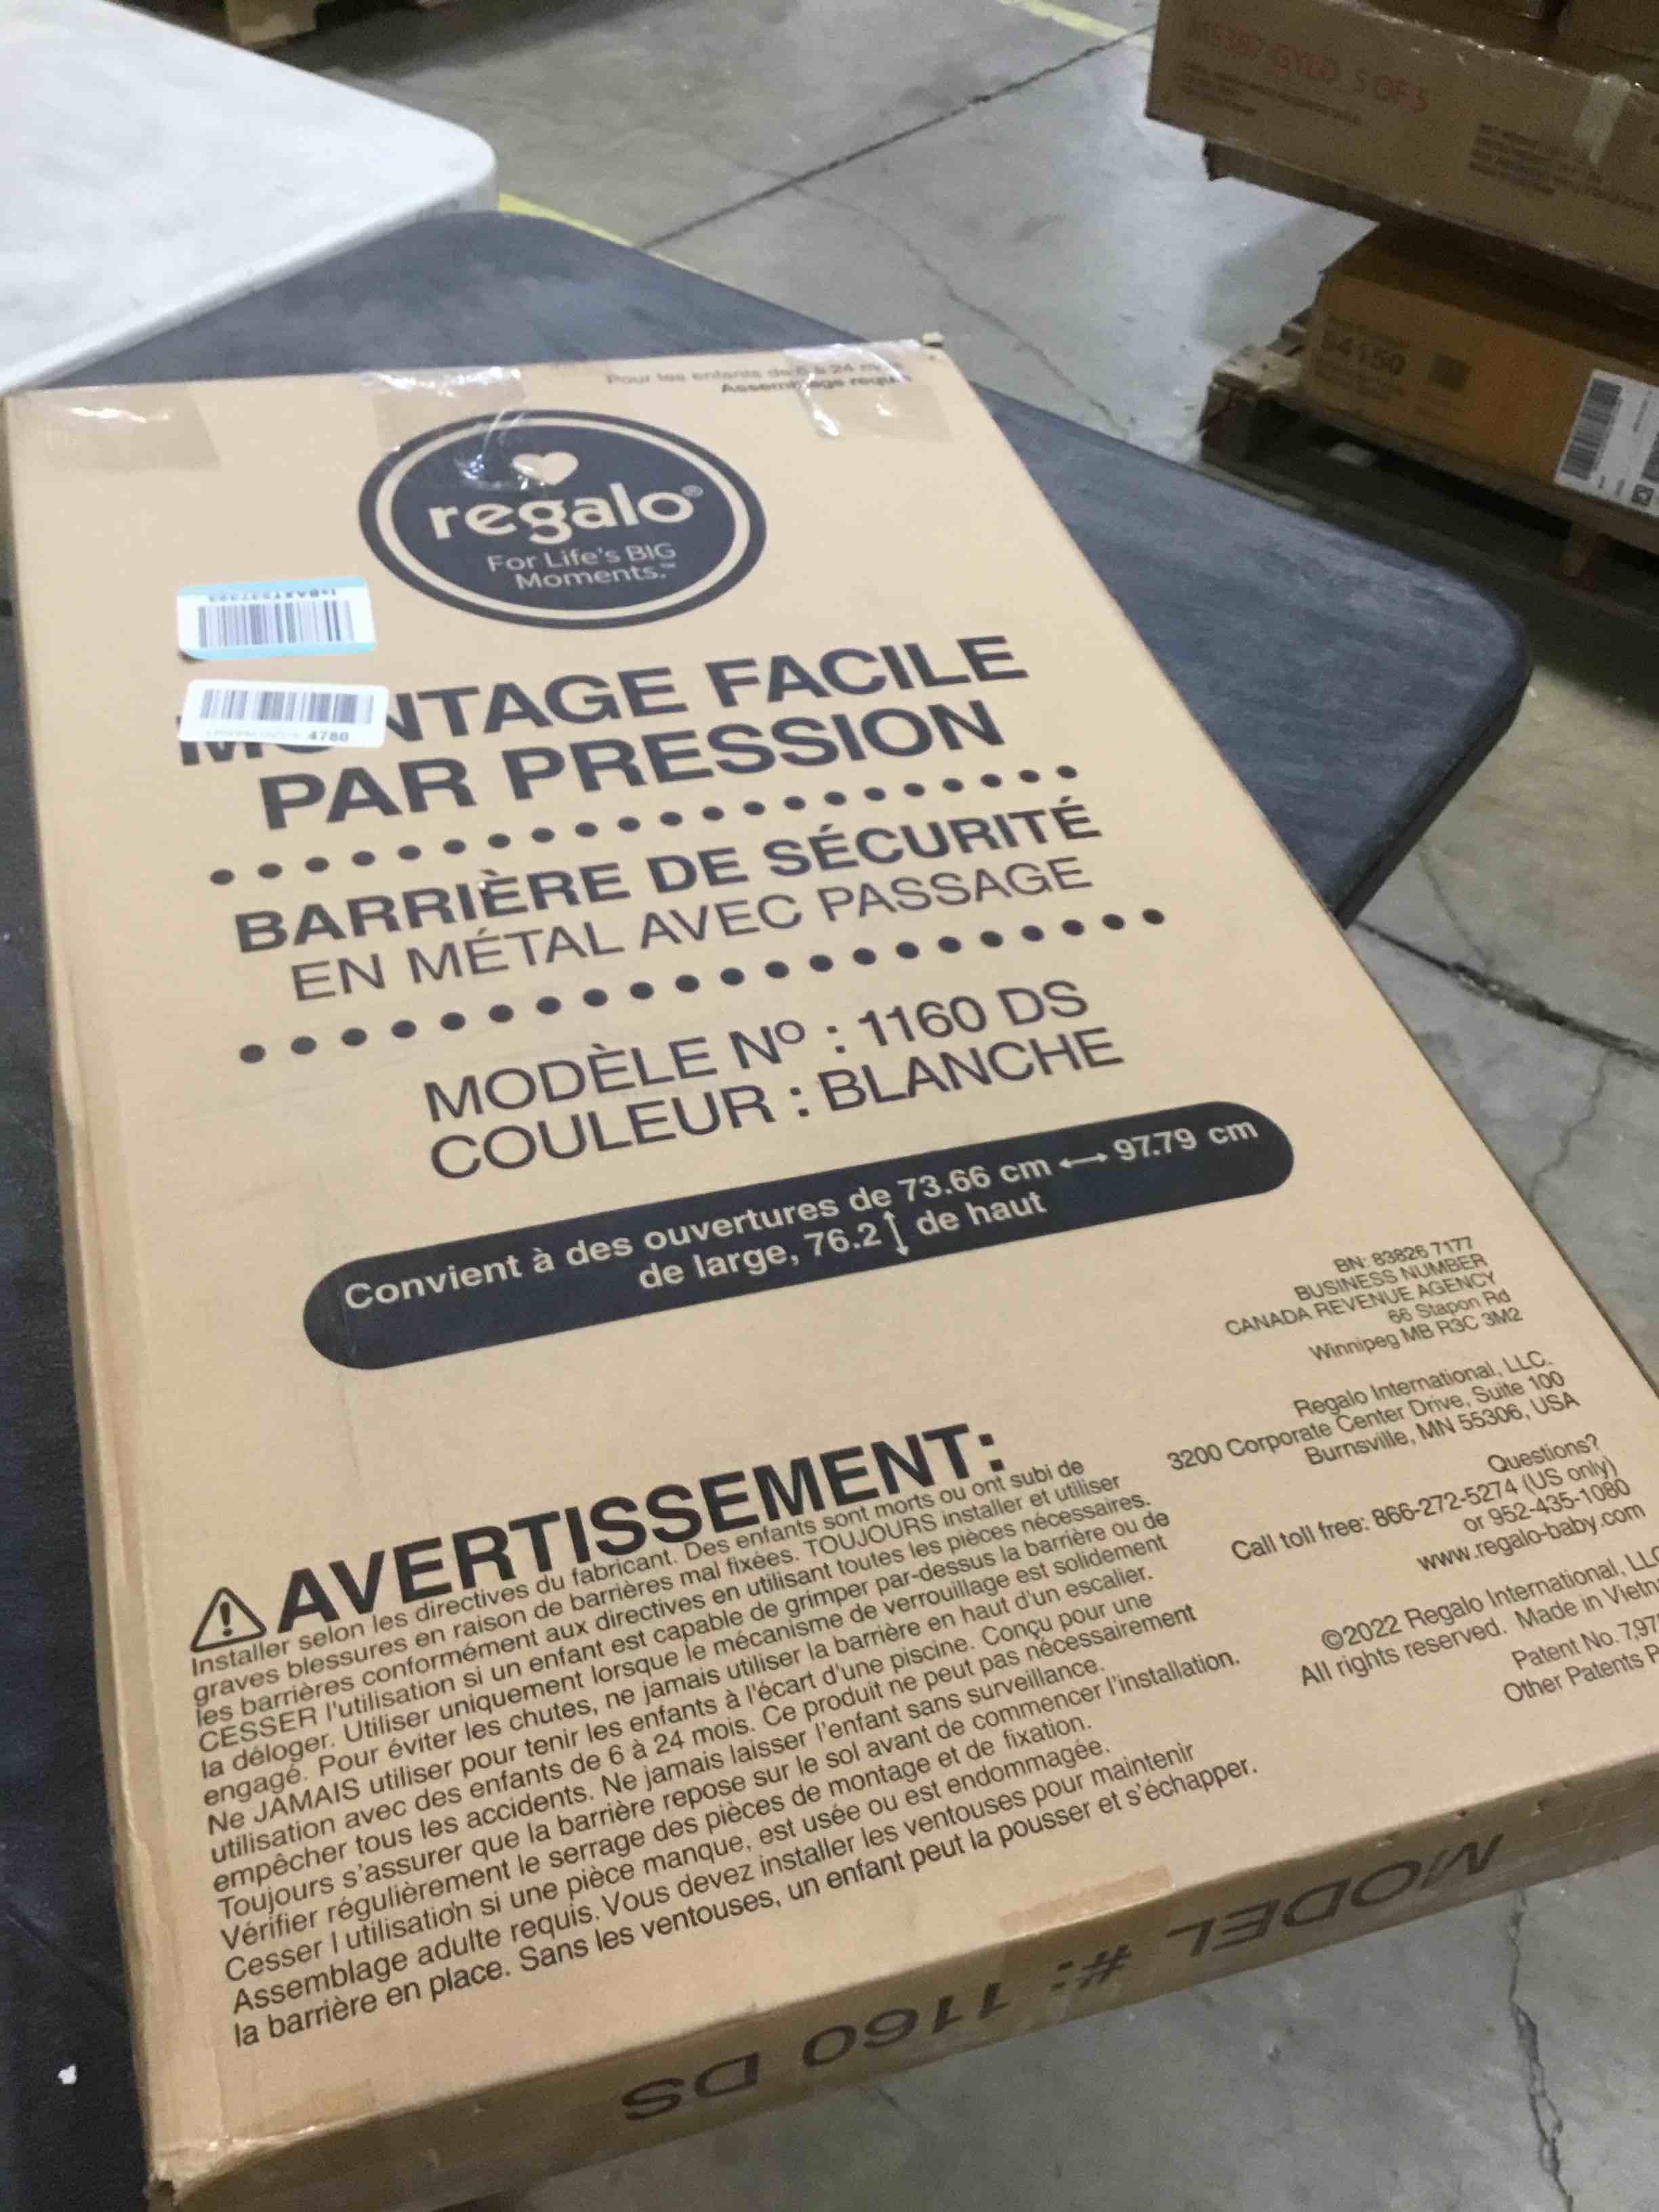 Pour les enfants de 6 à 24 mois
Assemblage requis
regalo®
For Life's BIG
Moments.™
4780
MONTAGE FACILE
PAR PRESSION
BARRIÈRE DE SÉCURITÉ
EN MÉTAL AVEC PASSAGE
MODÈLE Nº : 1160 DS
COULEUR : BLANCHE
Convient à des ouvertures de 73.66 cm ↔ 97.79 cm
de large, 76.2 ↕ de haut
BN: 83826 7177
BUSINESS NUMBER
CANADA REVENUE AGENCY
66 Stapon Rd
Winnipeg MB R3C 3M2
Regalo International, LLC.
3200 Corporate Center Drive, Suite 100
Burnsville, MN 55306, USA
Questions?
Call toll free: 866-272-5274 (US only)
or 952-435-1080
www.regalo-baby.com
©2022 Regalo International, LLC
All rights reserved. Made in Vietn
Patent No. 7,97
Other Patents P
⚠AVERTISSEMENT:
Installer selon les directives du fabricant. Des enfants sont morts ou ont subi de
graves blessures en raison de barrières mal fixées. TOUJOURS installer et utiliser
les barrières conformément aux directives en utilisant toutes les pièces nécessaires.
CESSER l'utilisation si un enfant est capable de grimper par-dessus la barrière ou de
la déloger. Utiliser uniquement lorsque le mécanisme de verrouillage est solidement
engagé. Pour éviter les chutes, ne jamais utiliser la barrière en haut d'un escalier.
Ne JAMAIS utiliser pour tenir les enfants à l'écart d'une piscine. Conçu pour une
utilisation avec des enfants de 6 à 24 mois. Ce produit ne peut pas nécessairement
empêcher tous les accidents. Ne jamais laisser l'enfant sans surveillance.
Toujours s'assurer que la barrière repose sur le sol avant de commencer l'installation.
Vérifier régulièrement le serrage des pièces de montage et de fixation.
Cesser l utilisation si une pièce manque, est usée ou est endommagée.
Assemblage adulte requis. Vous devez installer les ventouses pour maintenir
la barrière en place. Sans les ventouses, un enfant peut la pousser et s'échapper.
MODEL #: 1160 DS
5 OF 5
84150